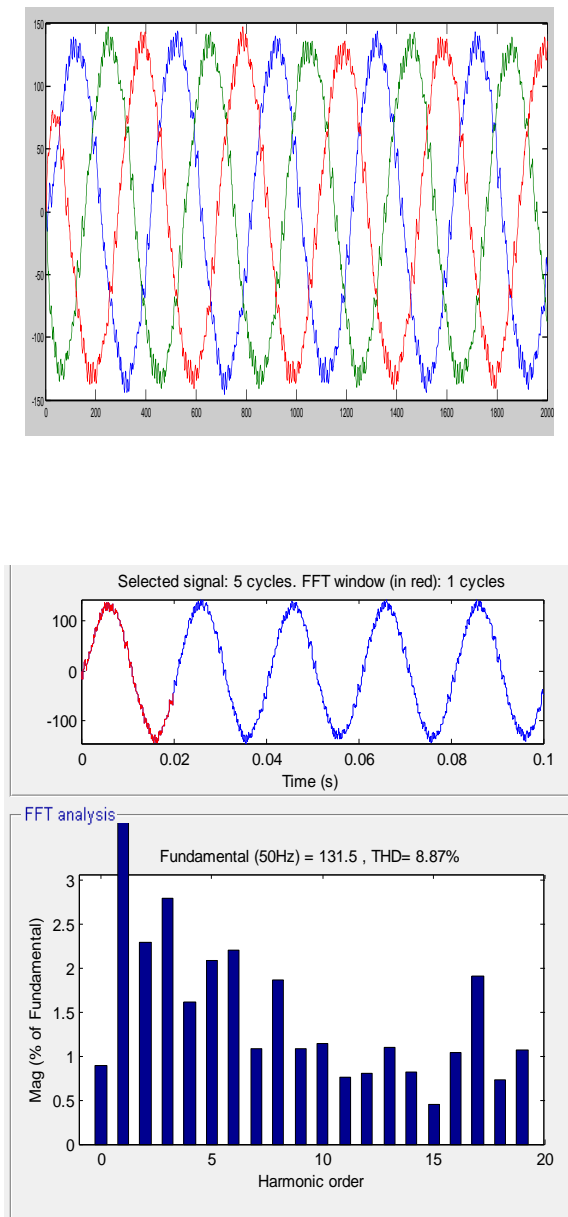 150
100
50
0
-50
-100
-150
0 200 400 600 800 1000 1200 1400 1600 1800 2000
Selected signal: 5 cycles. FFT window (in red): 1 cycles
100
0
-100
0 0.02 0.04 0.06 0.08 0.1
Time (s)
FFT analysis
Fundamental (50Hz) = 131.5 , THD= 8.87%
3
2.5
2
1.5
1
0.5
0
Mag (% of Fundamental)
0 5 10 15 20
Harmonic order